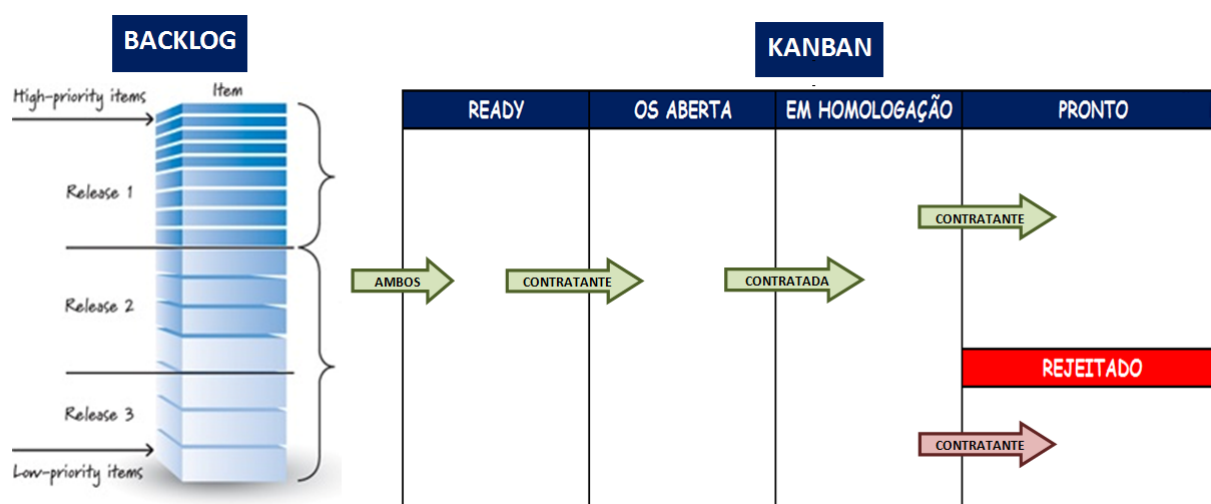 BACKLOG
KANBAN
High-priority items
Item
Release 1
Release 2
Release 3
Low-priority items
READY
OS ABERTA
EM HOMOLOGAÇÃO
PRONTO
AMBOS
CONTRATANTE
CONTRATADA
CONTRATANTE
REJEITADO
CONTRATANTE